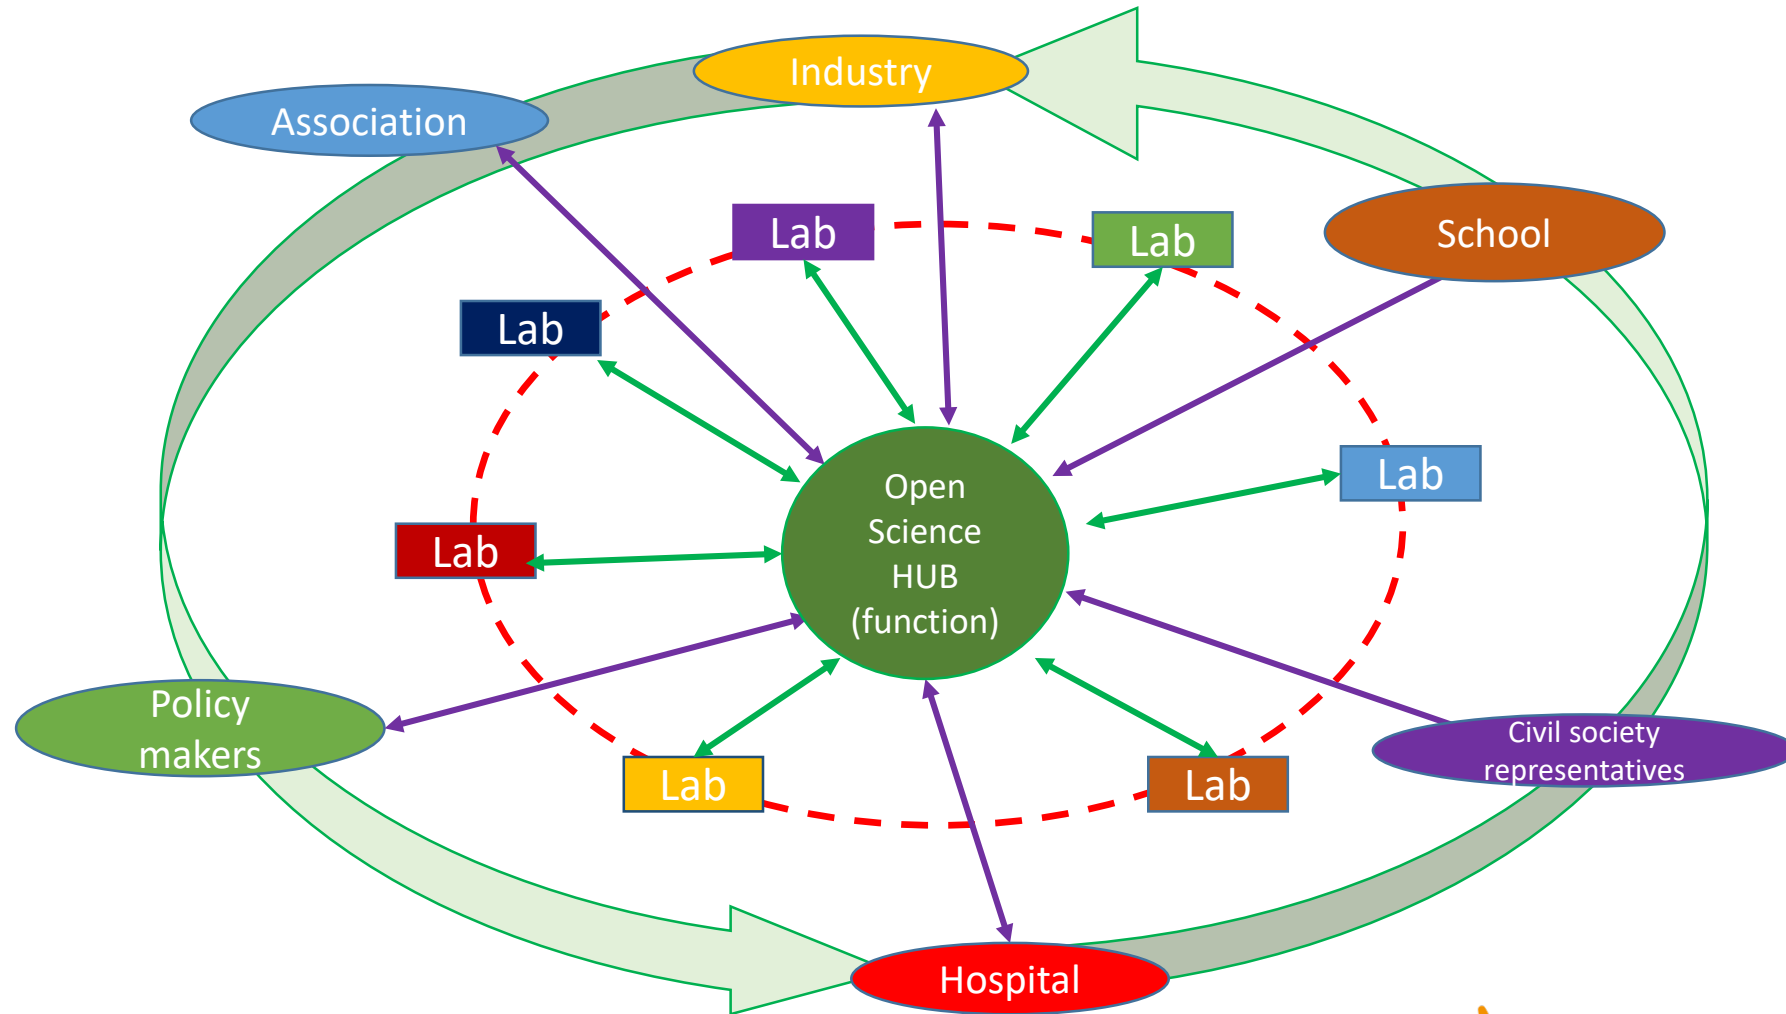 Industry
Association
School
Lab
Lab
Lab
Lab
Open
Science
HUB
(function)
Lab
Policy
makers
Civil society
representatives
Lab
Lab
Hospital